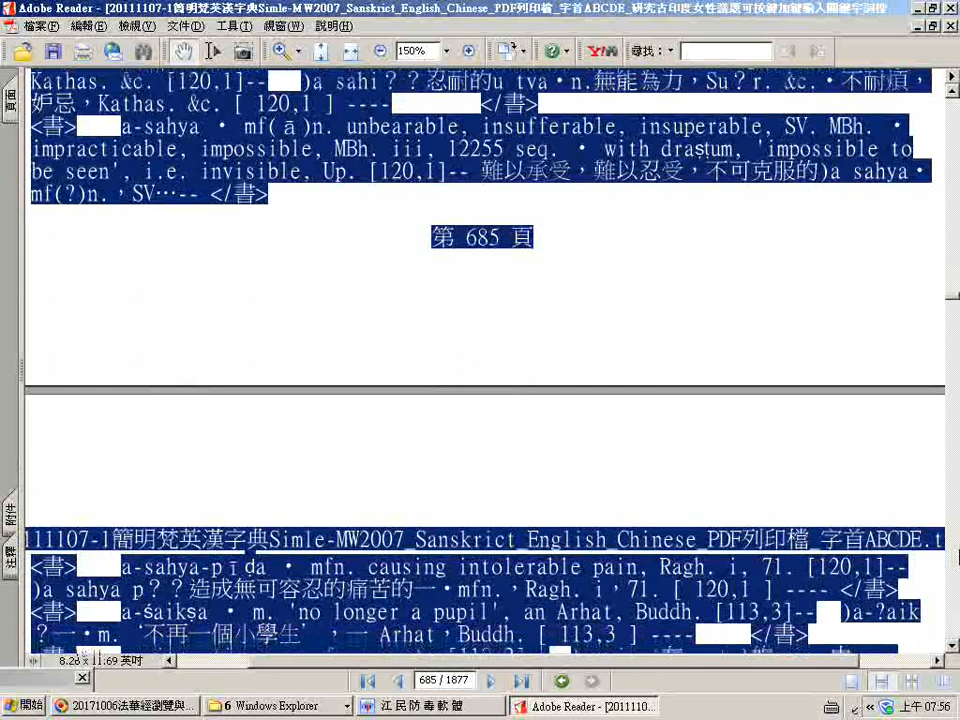 Adobe Reader - [20111107-1簡明梵英漢字典Simle-MW2007_Sanskrict_English_Chinese_PDF列印檔_字首ABCDE_研究古印度女性議題可按鍵加鍵輸入關鍵字詞搜
檔案(F) 編輯(E) 檢視(V) 文件(D) 工具(T) 視窗(W) 說明(H)
150% 尋找:
頁面
Kathas. &c. [120,1]-- )a sahi？？忍耐的u tva‧n.無能為力，Su？r. &c.‧不耐煩，
妒忌，Kathas. &c. [ 120,1 ] ---- </書>
<書> a-sahya ‧ mf(ā)n. unbearable, insufferable, insuperable, SV. MBh. ‧
impracticable, impossible, MBh. iii, 12255 seq. ‧ with draṣṭum, 'impossible to
be seen', i.e. invisible, Up. [120,1]-- 難以承受，難以忍受，不可克服的)a sahya‧
mf(?)n.，SV…-- </書>
第 685 頁
附件
注釋
111107-1簡明梵英漢字典Simle-MW2007_Sanskrict_English_Chinese_PDF列印檔_字首ABCDE.t
<書> a-sahya-pīḍa ‧ mfn. causing intolerable pain, Ragh. i, 71. [120,1]--
)a sahya p？？造成無可容忍的痛苦的一‧mfn.，Ragh. i，71. [ 120,1 ] ---- </書>
<書> a-śaikṣa ‧ m. 'no longer a pupil', an Arhat, Buddh. [113,3]-- )a-?aik
？一‧m. '不再一個小學生'，一 Arhat，Buddh. [ 113,3 ] ---- </書>
8.26 x 11.69 英吋
685 / 1877
開始 20171006法華經瀏覽與... 6 Windows Explorer 江民防毒軟體 Adobe Reader - [2011110... 上午 07:56